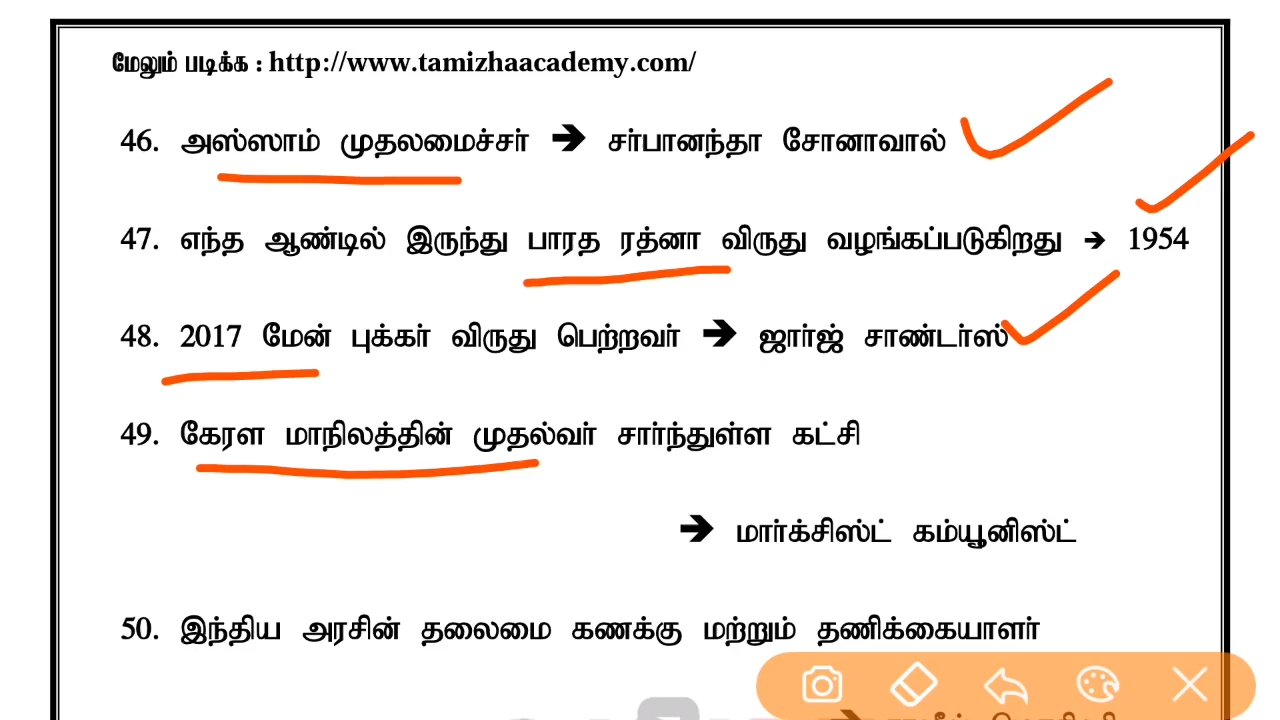 மேலும் படிக்க : http://www.tamizhaacademy.com/
46. அஸ்ஸாம் முதலமைச்சர் ➔ சர்பானந்தா சோனாவால்
47. எந்த ஆண்டில் இருந்து பாரத ரத்னா விருது வழங்கப்படுகிறது ➔ 1954
48. 2017 மேன் புக்கர் விருது பெற்றவர் ➔ ஜார்ஜ் சாண்டர்ஸ்
49. கேரள மாநிலத்தின் முதல்வர் சார்ந்துள்ள கட்சி
➔ மார்க்சிஸ்ட் கம்யூனிஸ்ட்
50. இந்திய அரசின் தலைமை கணக்கு மற்றும் தணிக்கையாளர்